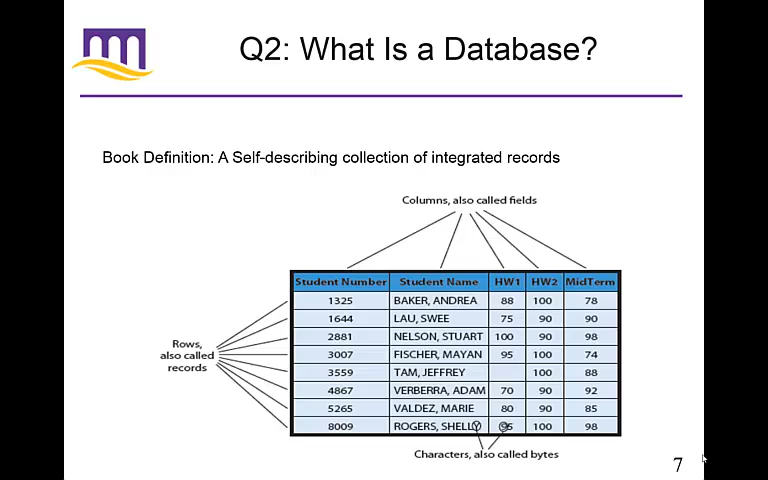 Q2: What Is a Database?
Book Definition: A Self-describing collection of integrated records
Columns, also called fields
Student Number Student Name HW1 HW2 MidTerm
1325 BAKER, ANDREA 88 100 78
1644 LAU, SWEE 75 90 90
2881 NELSON, STUART 100 90 98
3007 FISCHER, MAYAN 95 100 74
3559 TAM, JEFFREY 100 88
4867 VERBERRA, ADAM 70 90 92
5265 VALDEZ, MARIE 80 90 85
8009 ROGERS, SHELLY 95 100 98
Rows,
also called
records
Characters, also called bytes
7